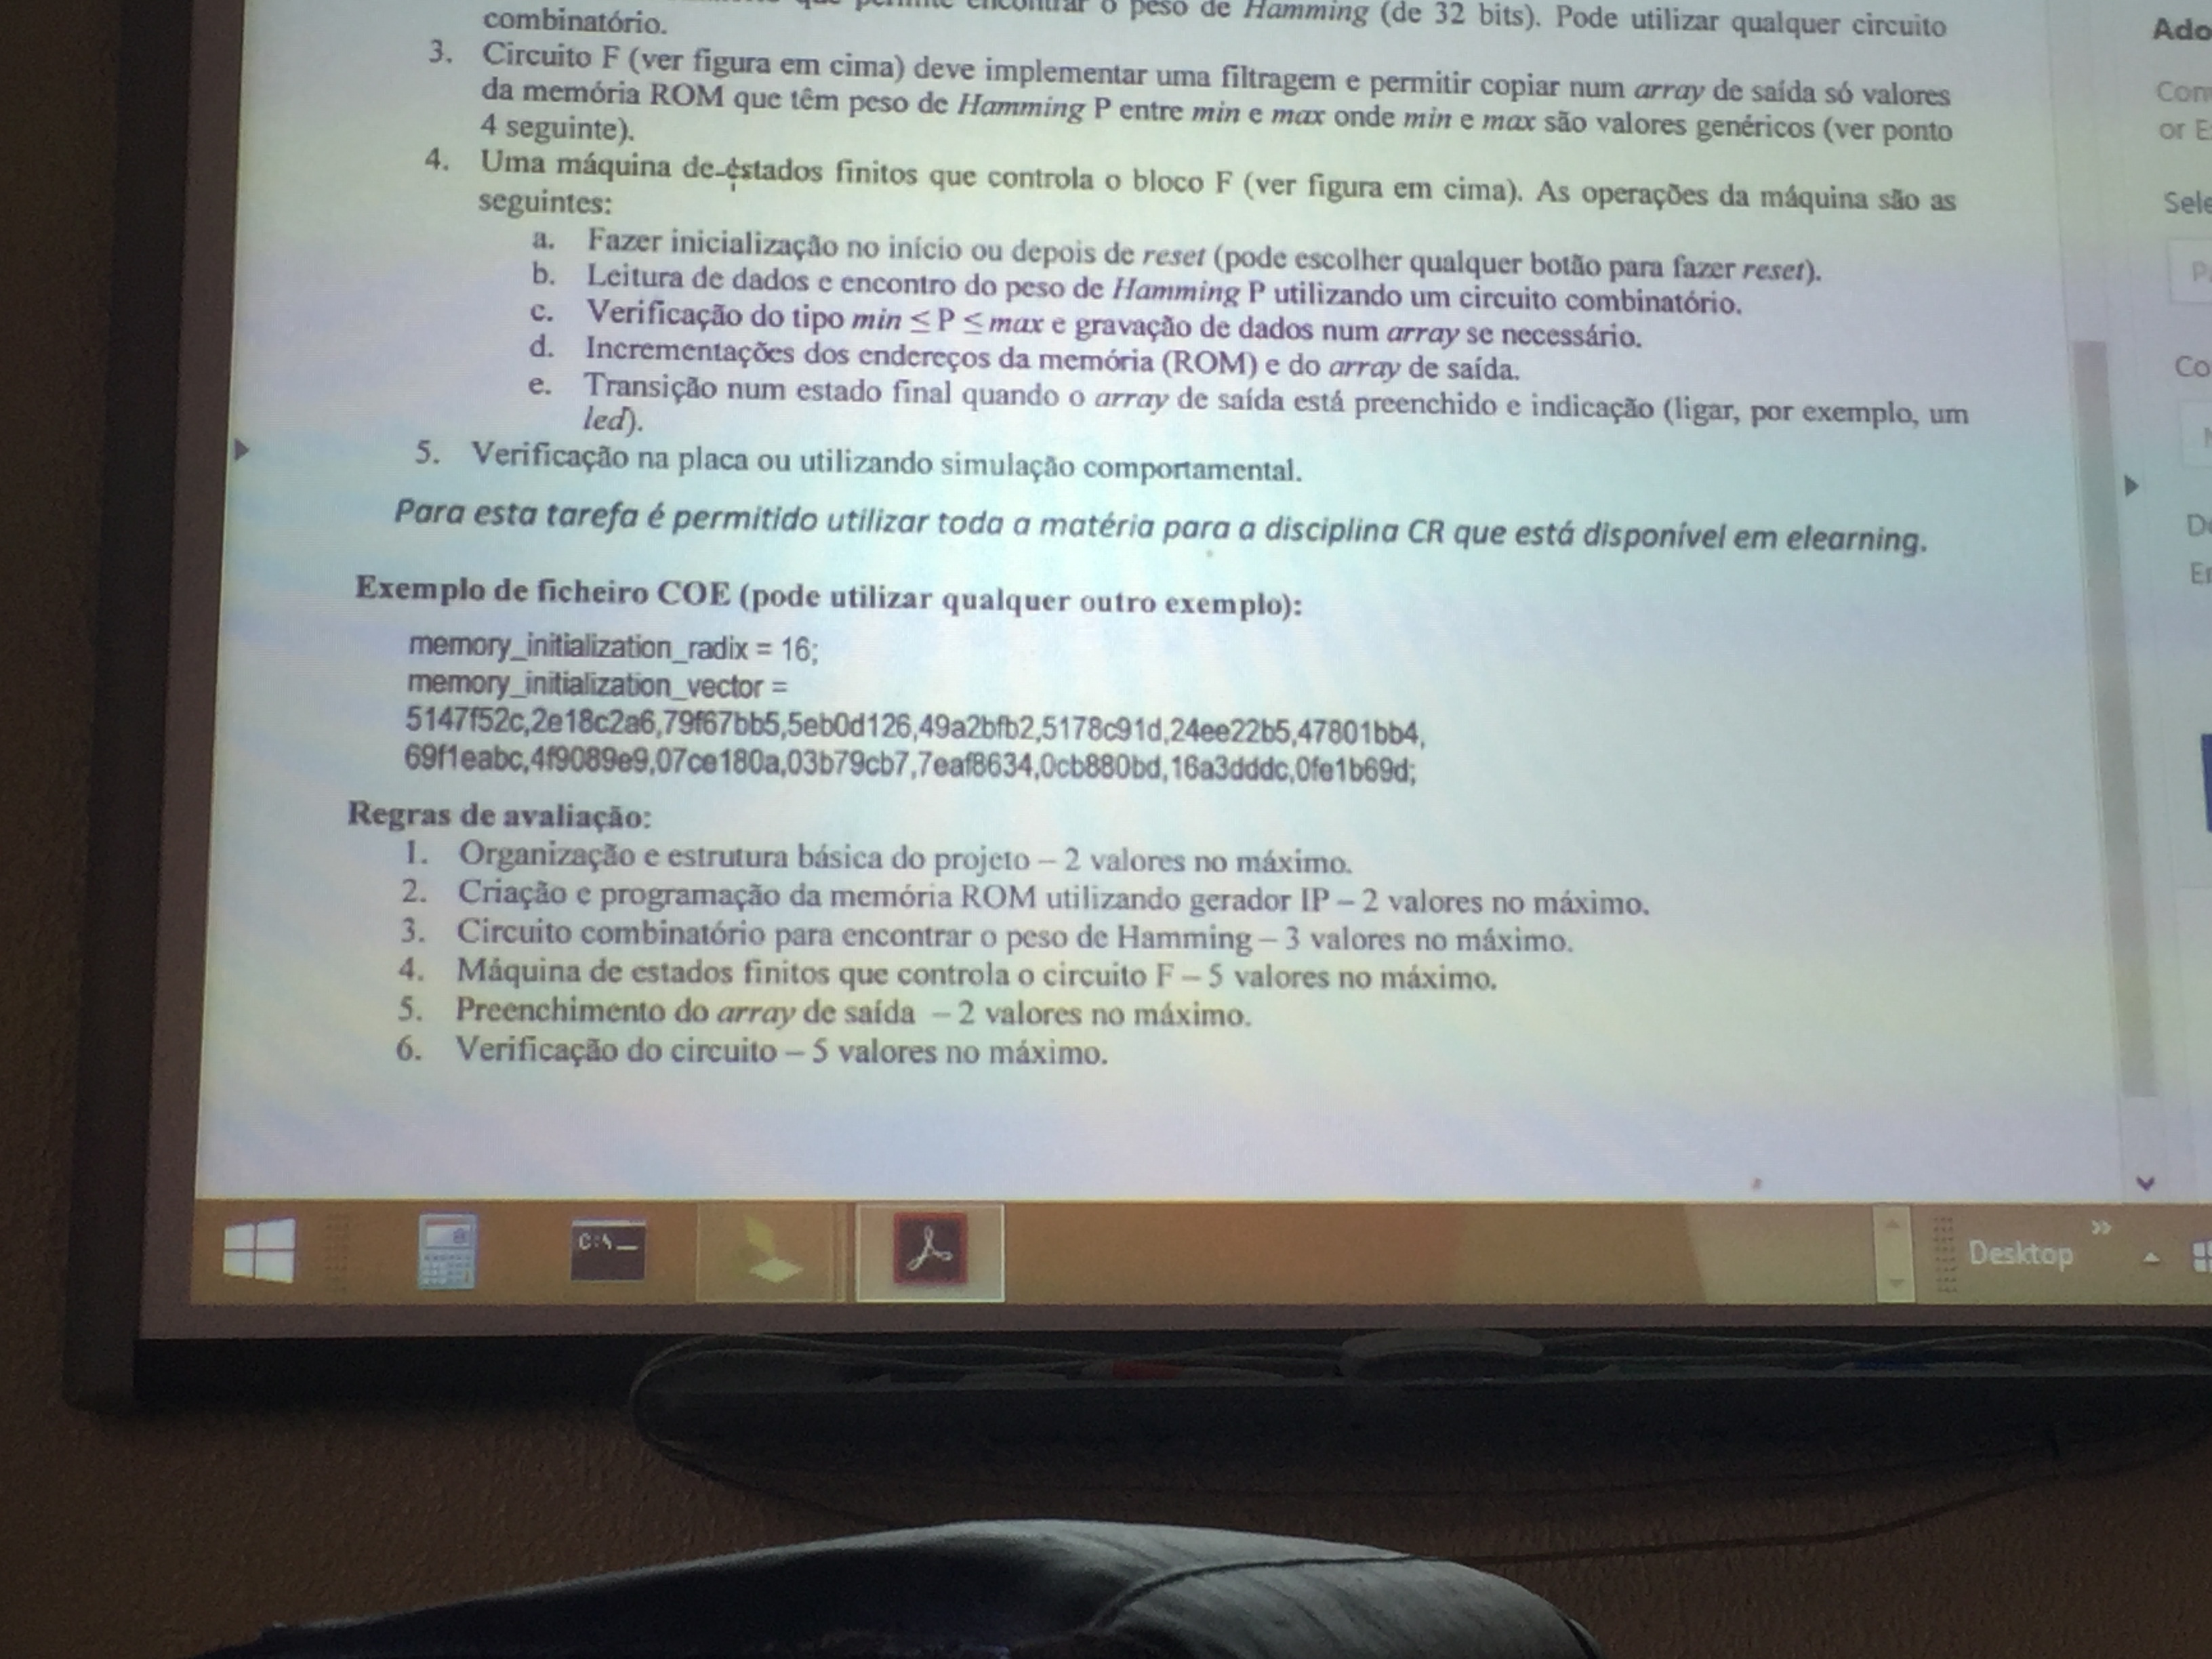 encontrar o peso de Hamming (de 32 bits). Pode utilizar qualquer circuito
combinatório.
3. Circuito F (ver figura em cima) deve implementar uma filtragem e permitir copiar num array de saída só valores
da memória ROM que têm peso de Hamming P entre min e max onde min e max são valores genéricos (ver ponto
4 seguinte).
4. Uma máquina de estados finitos que controla o bloco F (ver figura em cima). As operações da máquina são as
seguintes:
a. Fazer inicialização no início ou depois de reset (pode escolher qualquer botão para fazer reset).
b. Leitura de dados e encontro do peso de Hamming P utilizando um circuito combinatório.
c. Verificação do tipo min ≤ P ≤ max e gravação de dados num array se necessário.
d. Incrementações dos endereços da memória (ROM) e do array de saída.
e. Transição num estado final quando o array de saída está preenchido e indicação (ligar, por exemplo, um
led).
5. Verificação na placa ou utilizando simulação comportamental.
Para esta tarefa é permitido utilizar toda a matéria para a disciplina CR que está disponível em elearning.
Exemplo de ficheiro COE (pode utilizar qualquer outro exemplo):
memory_initialization_radix = 16;
memory_initialization_vector =
5147f52c,2e18c2a6,79f67bb5,5eb0d126,49a2bfb2,5178c91d,24ee22b5,47801bb4,
69f1eabc,4f9089e9,07ce180a,03b79cb7,7eaf8634,0cb880bd,16a3dddc,0fe1b69d;
Regras de avaliação:
1. Organização e estrutura básica do projeto – 2 valores no máximo.
2. Criação e programação da memória ROM utilizando gerador IP – 2 valores no máximo.
3. Circuito combinatório para encontrar o peso de Hamming – 3 valores no máximo.
4. Máquina de estados finitos que controla o circuito F – 5 valores no máximo.
5. Preenchimento do array de saída – 2 valores no máximo.
6. Verificação do circuito – 5 valores no máximo.
Ado
or E
Sele
Co
C:\
Desktop